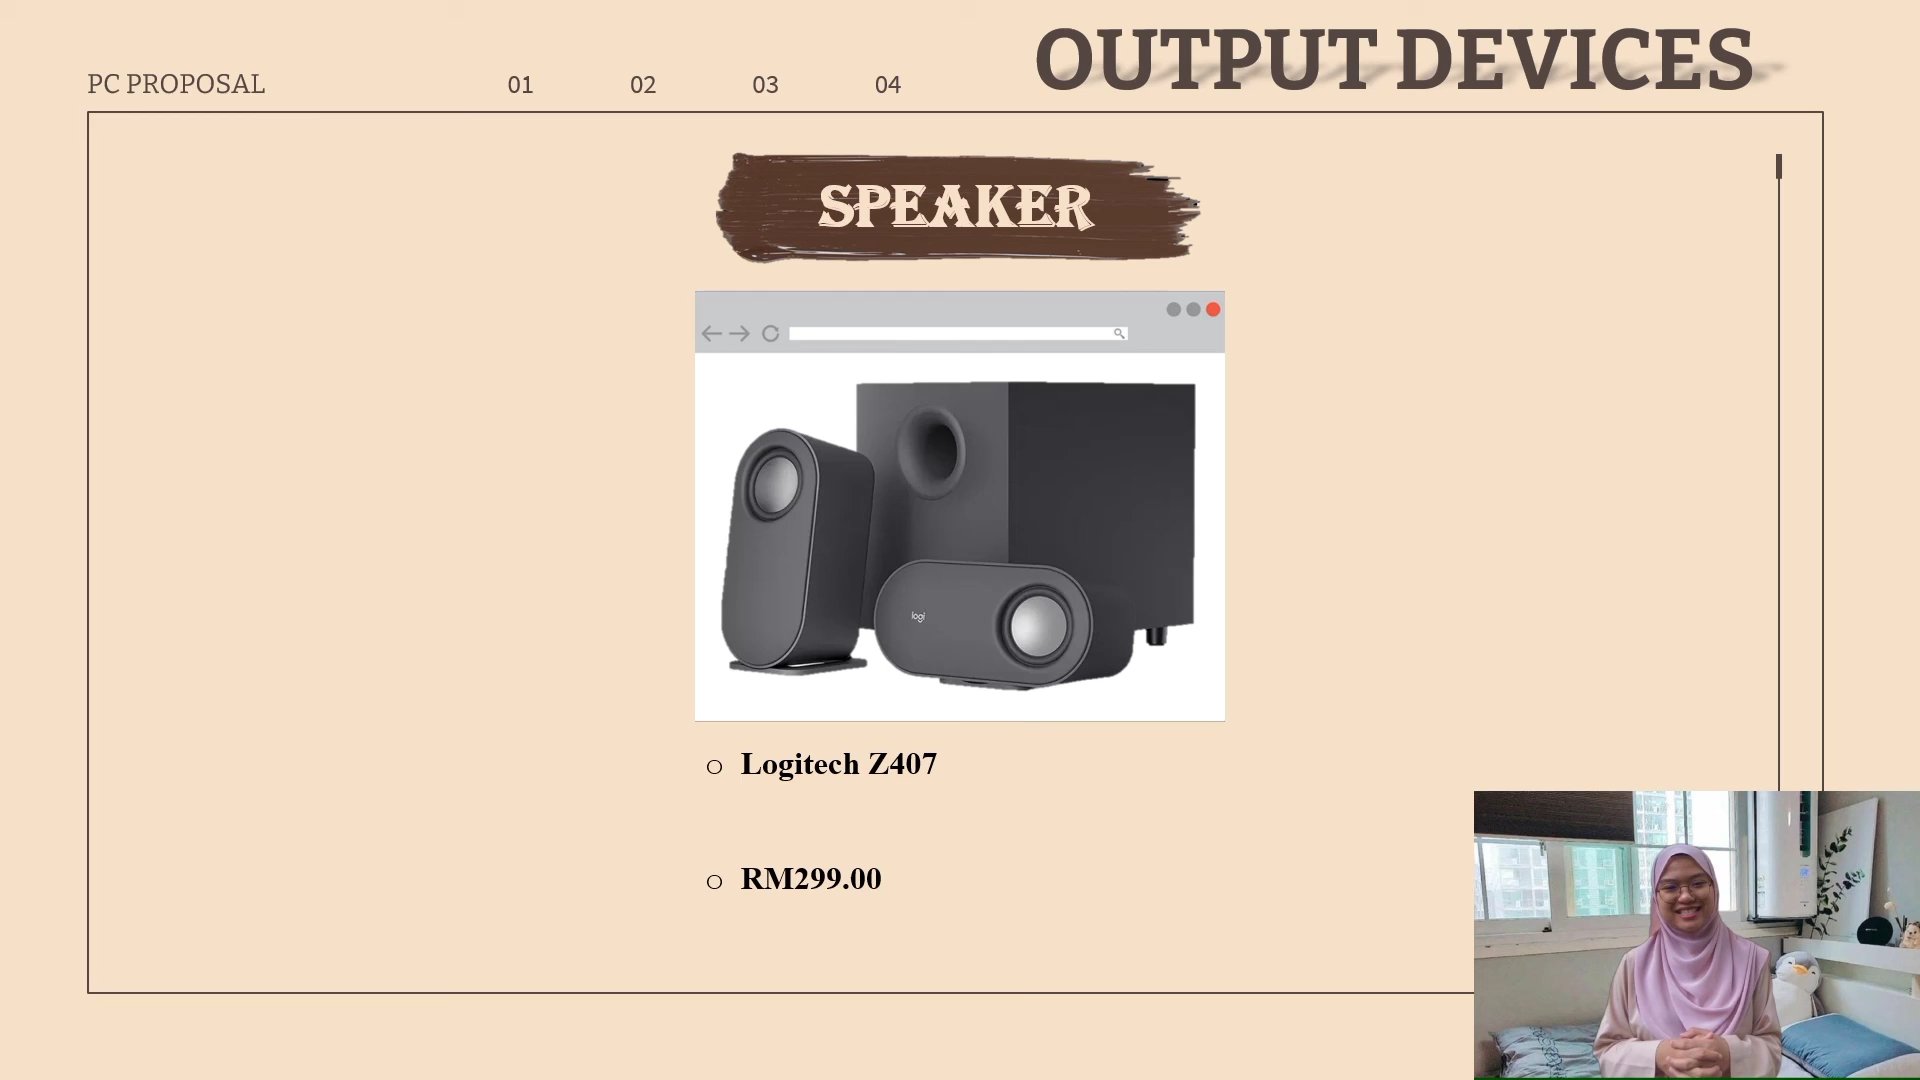 PC PROPOSAL
01
02
03
04
OUTPUT DEVICES
SPEAKER
logi
Logitech Z407
RM299.00